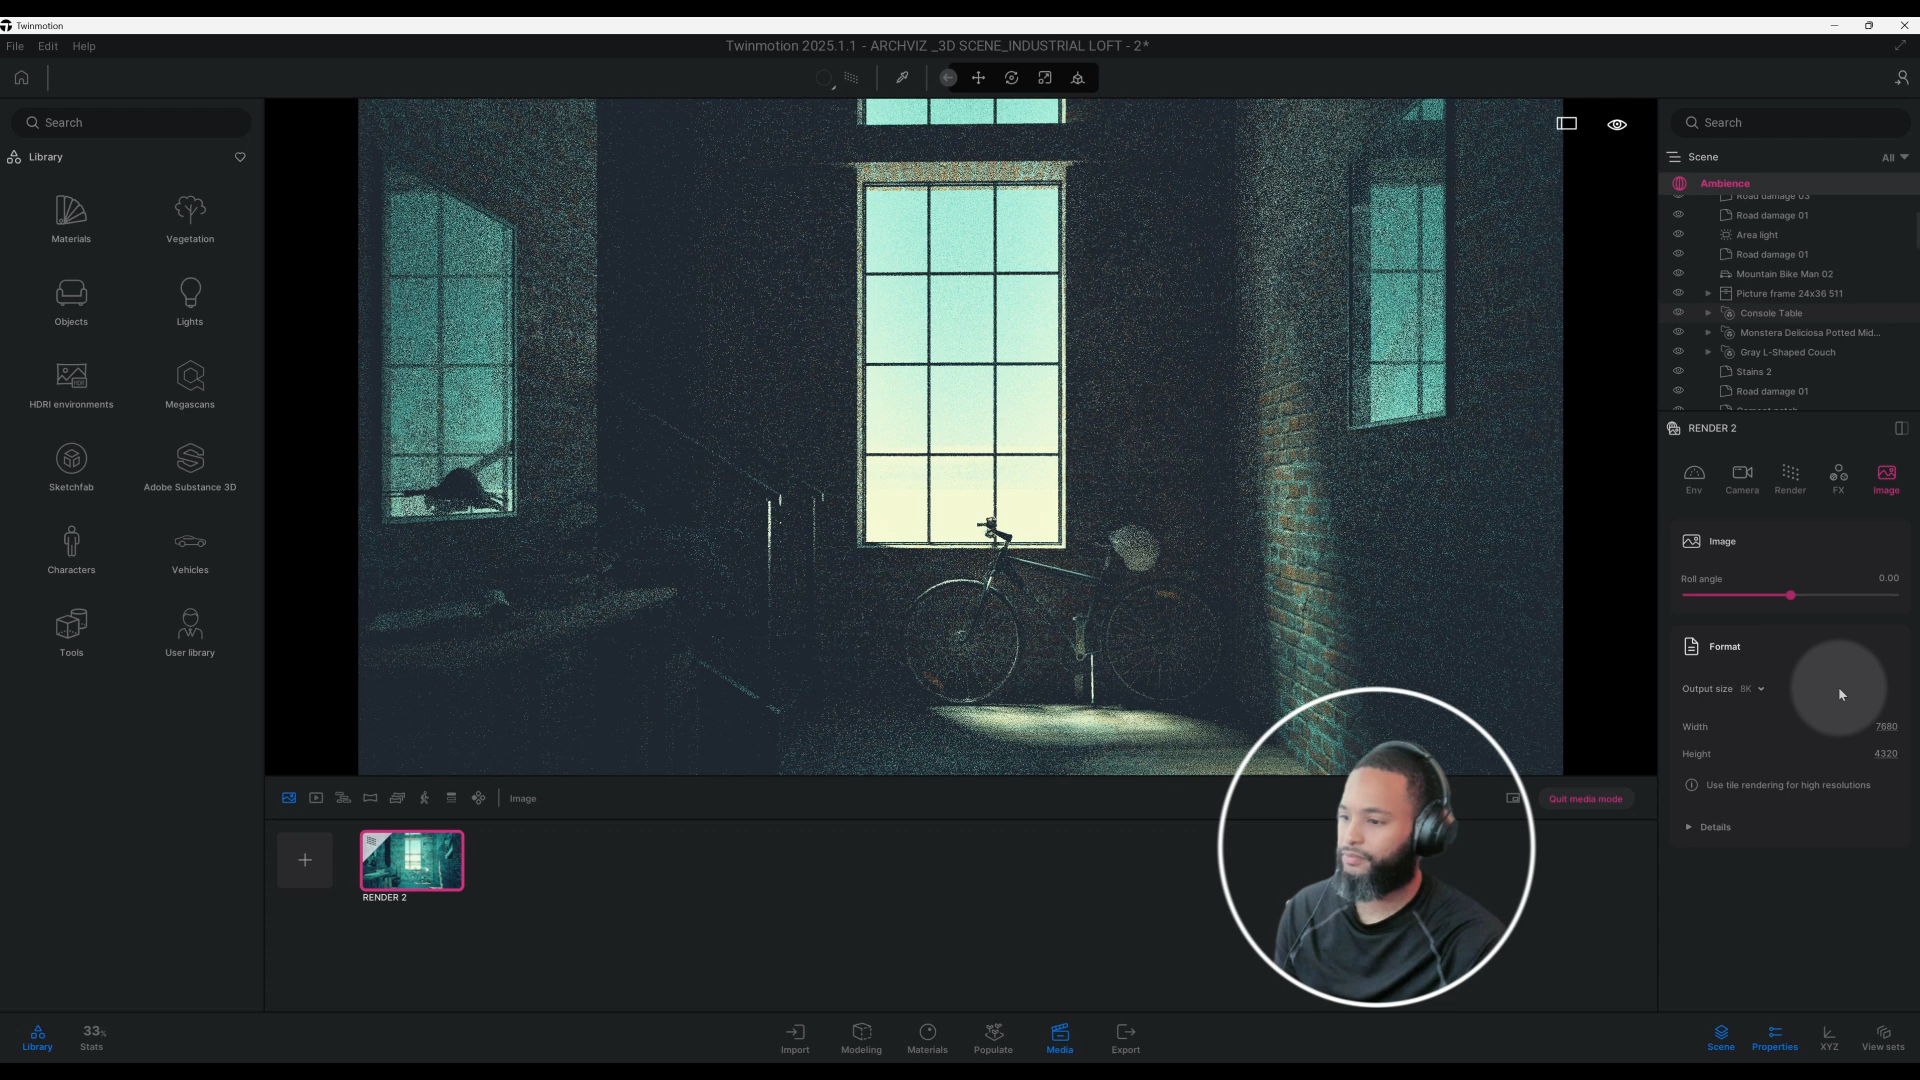 Twinmotion
File Edit Help
Twinmotion 2025.1.1 - ARCHVIZ _3D SCENE_INDUSTRIAL LOFT - 2*
Search
Library
Materials
Vegetation
Objects
Lights
HDRI environments
Megascans
Sketchfab
Adobe Substance 3D
Characters
Vehicles
Tools
User library
Search
Scene
All
Ambience
Road damage 03
Road damage 01
Area light
Road damage 01
Mountain Bike Man 02
Picture frame 24x36 511
Console Table
Monstera Deliciosa Potted Mid...
Gray L-Shaped Couch
Stains 2
Road damage 01
RENDER 2
Env
Camera
Render
FX
Image
Image
Roll angle 0.00
Format
Output size 8K
Width 7680
Height 4320
Use tile rendering for high resolutions
Details
Image
Quit media mode
RENDER 2
Library
33%
Stats
Import
Modeling
Materials
Populate
Media
Export
Scene
Properties
XYZ
View sets